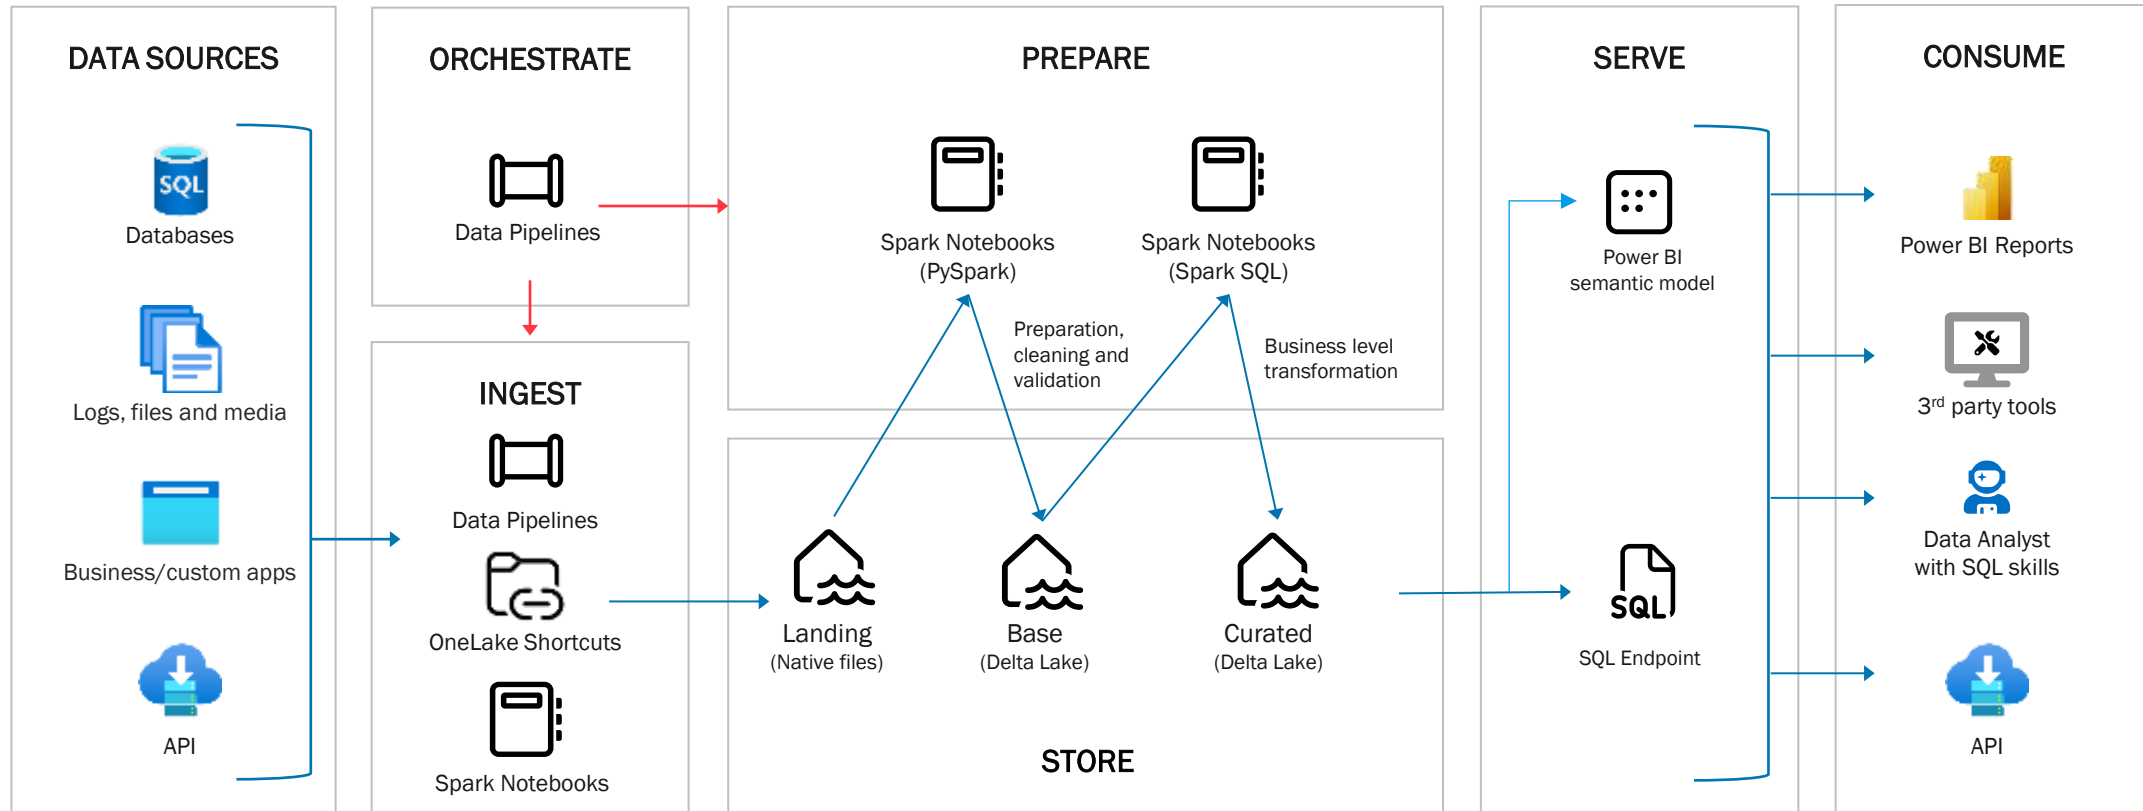 DATA SOURCES
SQL
Databases
Logs, files and media
Business/custom apps
API
ORCHESTRATE
Data Pipelines
INGEST
Data Pipelines
OneLake Shortcuts
Spark Notebooks
PREPARE
Spark Notebooks
(PySpark)
Spark Notebooks
(Spark SQL)
Preparation,
cleaning and
validation
Business level
transformation
Landing
(Native files)
Base
(Delta Lake)
Curated
(Delta Lake)
STORE
SERVE
Power BI
semantic model
SQL
SQL Endpoint
CONSUME
Power BI Reports
3rd party tools
Data Analyst
with SQL skills
API